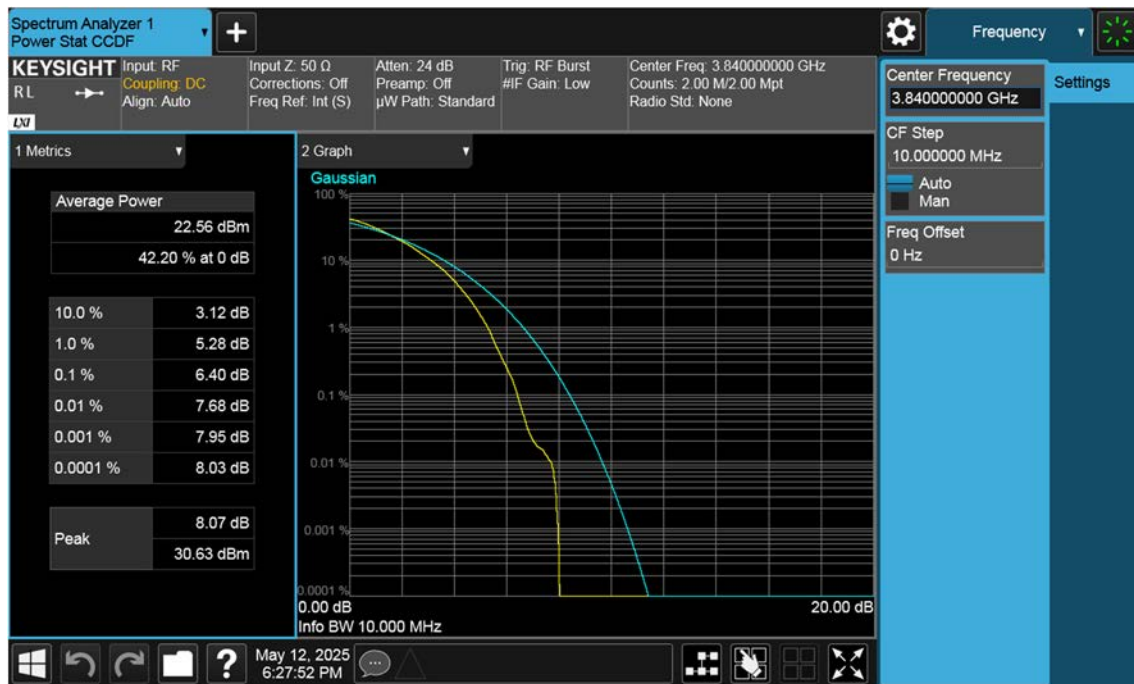 Spectrum Analyzer 1
Power Stat CCDF
Frequency
KEYSIGHT
RL
LXI
Input: RF
Coupling: DC
Align: Auto
Input Z: 50 Ω
Corrections: Off
Freq Ref: Int (S)
Atten: 24 dB
Preamp: Off
µW Path: Standard
Trig: RF Burst
#IF Gain: Low
Center Freq: 3.840000000 GHz
Counts: 2.00 M/2.00 Mpt
Radio Std: None
Center Frequency
3.840000000 GHz
Settings
CF Step
10.000000 MHz
Auto
Man
Freq Offset
0 Hz
1 Metrics
Average Power
22.56 dBm
42.20 % at 0 dB
10.0 % 3.12 dB
1.0 % 5.28 dB
0.1 % 6.40 dB
0.01 % 7.68 dB
0.001 % 7.95 dB
0.0001 % 8.03 dB
Peak
8.07 dB
30.63 dBm
2 Graph
Gaussian
100 %
10 %
1 %
0.1 %
0.01 %
0.001 %
0.0001 %
0.00 dB 20.00 dB
Info BW 10.000 MHz
?
May 12, 2025
6:27:52 PM